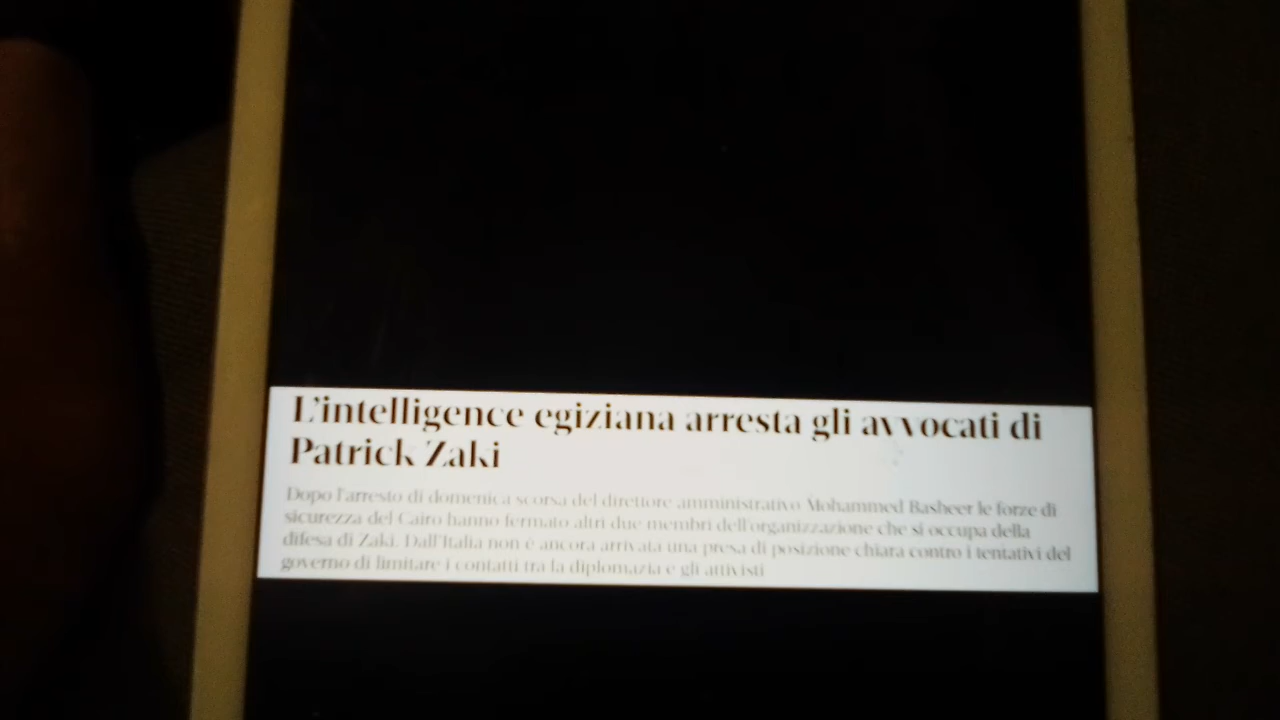 L'intelligence egiziana arresta gli avvocati di
Patrick Zaki
Dopo l'arresto di domenica scorsa del direttore amministrativo Mohammed Basheer le forze di
sicurezza del Cairo hanno fermato altri due membri dell'organizzazione che si occupa della
difesa di Zaki. Dall'Italia non è ancora arrivata una presa di posizione chiara contro i tentativi del
governo di limitare i contatti tra la diplomazia e gli attivisti